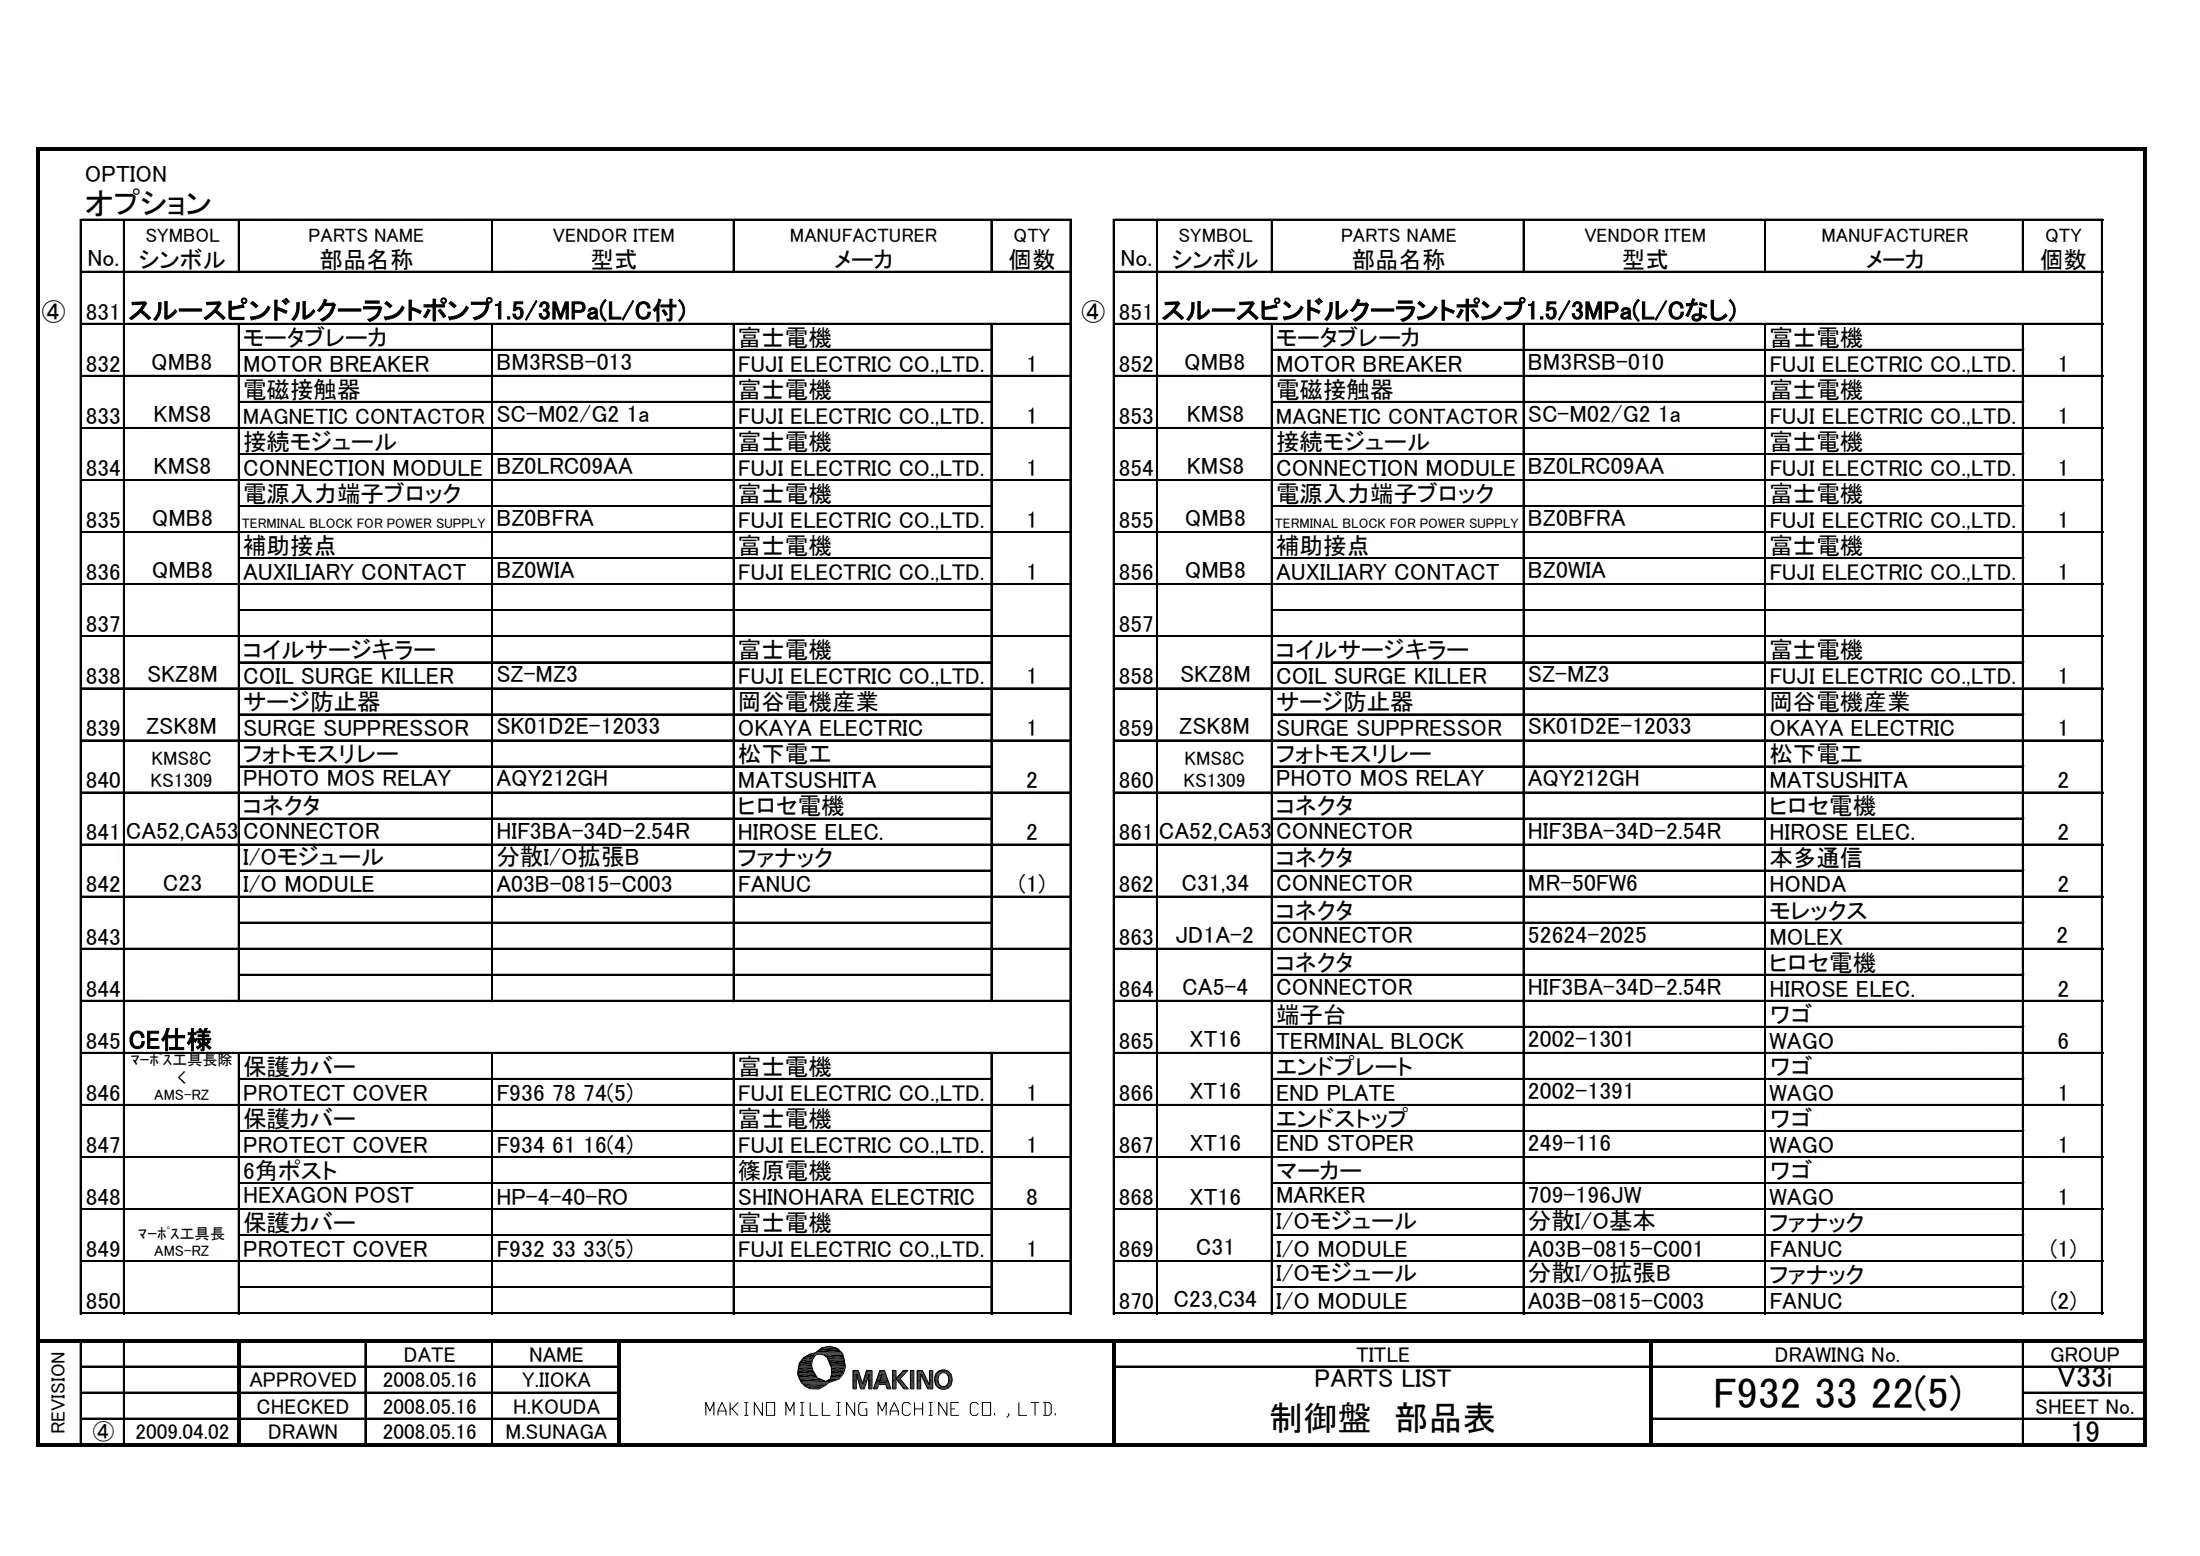 OPTION
オプション
No. SYMBOL PARTS NAME VENDOR ITEM MANUFACTURER QTY
シンボル 部品名称 型式 メーカ 個数
④ 831 スルースピンドルクーラントポンプ1.5/3MPa(L/C付)
モータブレーカ 富士電機
832 QMB8 MOTOR BREAKER BM3RSB-013 FUJI ELECTRIC CO.,LTD. 1
電磁接触器 富士電機
833 KMS8 MAGNETIC CONTACTOR SC-M02/G2 1a FUJI ELECTRIC CO.,LTD. 1
接続モジュール 富士電機
834 KMS8 CONNECTION MODULE BZ0LRC09AA FUJI ELECTRIC CO.,LTD. 1
電源入力端子ブロック 富士電機
835 QMB8 TERMINAL BLOCK FOR POWER SUPPLY BZ0BFRA FUJI ELECTRIC CO.,LTD. 1
補助接点 富士電機
836 QMB8 AUXILIARY CONTACT BZ0WIA FUJI ELECTRIC CO.,LTD. 1
837
コイルサージキラー 富士電機
838 SKZ8M COIL SURGE KILLER SZ-MZ3 FUJI ELECTRIC CO.,LTD. 1
サージ防止器 岡谷電機産業
839 ZSK8M SURGE SUPPRESSOR SK01D2E-12033 OKAYA ELECTRIC 1
KMS8C フォトモスリレー 松下電工
840 KS1309 PHOTO MOS RELAY AQY212GH MATSUSHITA 2
コネクタ ヒロセ電機
841 CA52,CA53 CONNECTOR HIF3BA-34D-2.54R HIROSE ELEC. 2
I/Oモジュール 分散I/O拡張B ファナック
842 C23 I/O MODULE A03B-0815-C003 FANUC (1)
843
844
845 CE仕様
ﾏｰﾎﾟｽ工具長除く 保護カバー 富士電機
846 AMS-RZ PROTECT COVER F936 78 74(5) FUJI ELECTRIC CO.,LTD. 1
保護カバー 富士電機
847 PROTECT COVER F934 61 16(4) FUJI ELECTRIC CO.,LTD. 1
6角ポスト 篠原電機
848 HEXAGON POST HP-4-40-RO SHINOHARA ELECTRIC 8
ﾏｰﾎﾟｽ工具長 保護カバー 富士電機
849 AMS-RZ PROTECT COVER F932 33 33(5) FUJI ELECTRIC CO.,LTD. 1
850
No. SYMBOL PARTS NAME VENDOR ITEM MANUFACTURER QTY
シンボル 部品名称 型式 メーカ 個数
④ 851 スルースピンドルクーラントポンプ1.5/3MPa(L/Cなし)
モータブレーカ 富士電機
852 QMB8 MOTOR BREAKER BM3RSB-010 FUJI ELECTRIC CO.,LTD. 1
電磁接触器 富士電機
853 KMS8 MAGNETIC CONTACTOR SC-M02/G2 1a FUJI ELECTRIC CO.,LTD. 1
接続モジュール 富士電機
854 KMS8 CONNECTION MODULE BZ0LRC09AA FUJI ELECTRIC CO.,LTD. 1
電源入力端子ブロック 富士電機
855 QMB8 TERMINAL BLOCK FOR POWER SUPPLY BZ0BFRA FUJI ELECTRIC CO.,LTD. 1
補助接点 富士電機
856 QMB8 AUXILIARY CONTACT BZ0WIA FUJI ELECTRIC CO.,LTD. 1
857
コイルサージキラー 富士電機
858 SKZ8M COIL SURGE KILLER SZ-MZ3 FUJI ELECTRIC CO.,LTD. 1
サージ防止器 岡谷電機産業
859 ZSK8M SURGE SUPPRESSOR SK01D2E-12033 OKAYA ELECTRIC 1
KMS8C フォトモスリレー 松下電工
860 KS1309 PHOTO MOS RELAY AQY212GH MATSUSHITA 2
コネクタ ヒロセ電機
861 CA52,CA53 CONNECTOR HIF3BA-34D-2.54R HIROSE ELEC. 2
コネクタ 本多通信
862 C31,34 CONNECTOR MR-50FW6 HONDA 2
コネクタ モレックス
863 JD1A-2 CONNECTOR 52624-2025 MOLEX 2
コネクタ ヒロセ電機
864 CA5-4 CONNECTOR HIF3BA-34D-2.54R HIROSE ELEC. 2
端子台 ワゴ
865 XT16 TERMINAL BLOCK 2002-1301 WAGO 6
エンドプレート ワゴ
866 XT16 END PLATE 2002-1391 WAGO 1
エンドストップ ワゴ
867 XT16 END STOPER 249-116 WAGO 1
マーカー ワゴ
868 XT16 MARKER 709-196JW WAGO 1
I/Oモジュール 分散I/O基本 ファナック
869 C31 I/O MODULE A03B-0815-C001 FANUC (1)
I/Oモジュール 分散I/O拡張B ファナック
870 C23,C34 I/O MODULE A03B-0815-C003 FANUC (2)
REVISION
DATE NAME
APPROVED 2008.05.16 Y.IIOKA
CHECKED 2008.05.16 H.KOUDA
④ 2009.04.02 DRAWN 2008.05.16 M.SUNAGA
MAKINO
MAKINO MILLING MACHINE CO. , LTD.
TITLE
PARTS LIST
制御盤 部品表
DRAWING No.
F932 33 22(5)
GROUP
V33i
SHEET No.
19